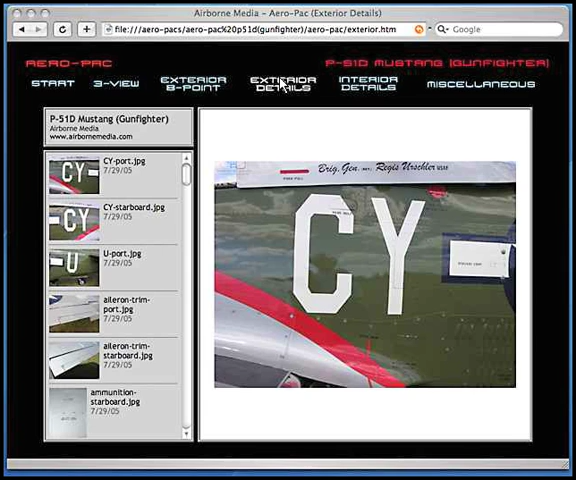 Airborne Media – Aero-Pac (Exterior Details)
file:///aero-pacs/aero-pac%20p51d(gunfighter)/aero-pac/exterior.htm
Google
AERO-PAC
P-51D MUSTANG (GUNFIGHTER)
START
3-VIEW
EXTERIOR
8-POINT
EXTERIOR
DETAILS
INTERIOR
DETAILS
MISCELLANEOUS
P-51D Mustang (Gunfighter)
Airborne Media
www.airbornemedia.com
CY-port.jpg
7/29/05
CY-starboard.jpg
7/29/05
U-port.jpg
7/29/05
aileron-trim-
port.jpg
7/29/05
aileron-trim-
starboard.jpg
7/29/05
ammunition-
starboard.jpg
7/29/05
CY
CY
U
Brig. Gen. RET. Regis Urschler USAF
CY